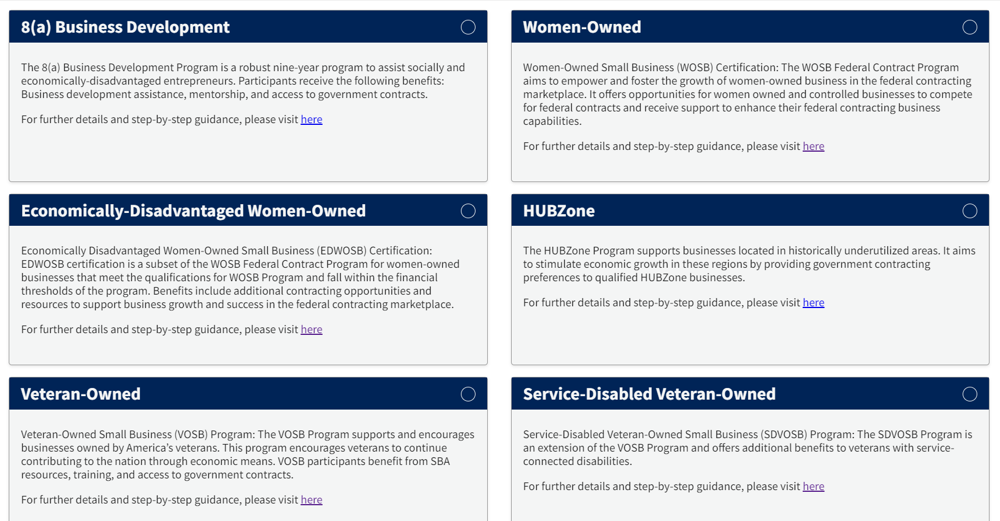 8(a) Business Development
The 8(a) Business Development Program is a robust nine-year program to assist socially and
economically-disadvantaged entrepreneurs. Participants receive the following benefits:
Business development assistance, mentorship, and access to government contracts.
For further details and step-by-step guidance, please visit here
Women-Owned
Women-Owned Small Business (WOSB) Certification: The WOSB Federal Contract Program
aims to empower and foster the growth of women-owned business in the federal contracting
marketplace. It offers opportunities for women owned and controlled businesses to compete
for federal contracts and receive support to enhance their federal contracting business
capabilities.
For further details and step-by-step guidance, please visit here
Economically-Disadvantaged Women-Owned
Economically Disadvantaged Women-Owned Small Business (EDWOSB) Certification:
EDWOSB certification is a subset of the WOSB Federal Contract Program for women-owned
businesses that meet the qualifications for WOSB Program and fall within the financial
thresholds of the program. Benefits include additional contracting opportunities and
resources to support business growth and success in the federal contracting marketplace.
For further details and step-by-step guidance, please visit here
HUBZone
The HUBZone Program supports businesses located in historically underutilized areas. It aims
to stimulate economic growth in these regions by providing government contracting
preferences to qualified HUBZone businesses.
For further details and step-by-step guidance, please visit here
Veteran-Owned
Veteran-Owned Small Business (VOSB) Program: The VOSB Program supports and encourages
businesses owned by America’s veterans. This program encourages veterans to continue
contributing to the nation through economic means. VOSB participants benefit from SBA
resources, training, and access to government contracts.
For further details and step-by-step guidance, please visit here
Service-Disabled Veteran-Owned
Service-Disabled Veteran-Owned Small Business (SDVOSB) Program: The SDVOSB Program is
an extension of the VOSB Program and offers additional benefits to veterans with service-
connected disabilities.
For further details and step-by-step guidance, please visit here